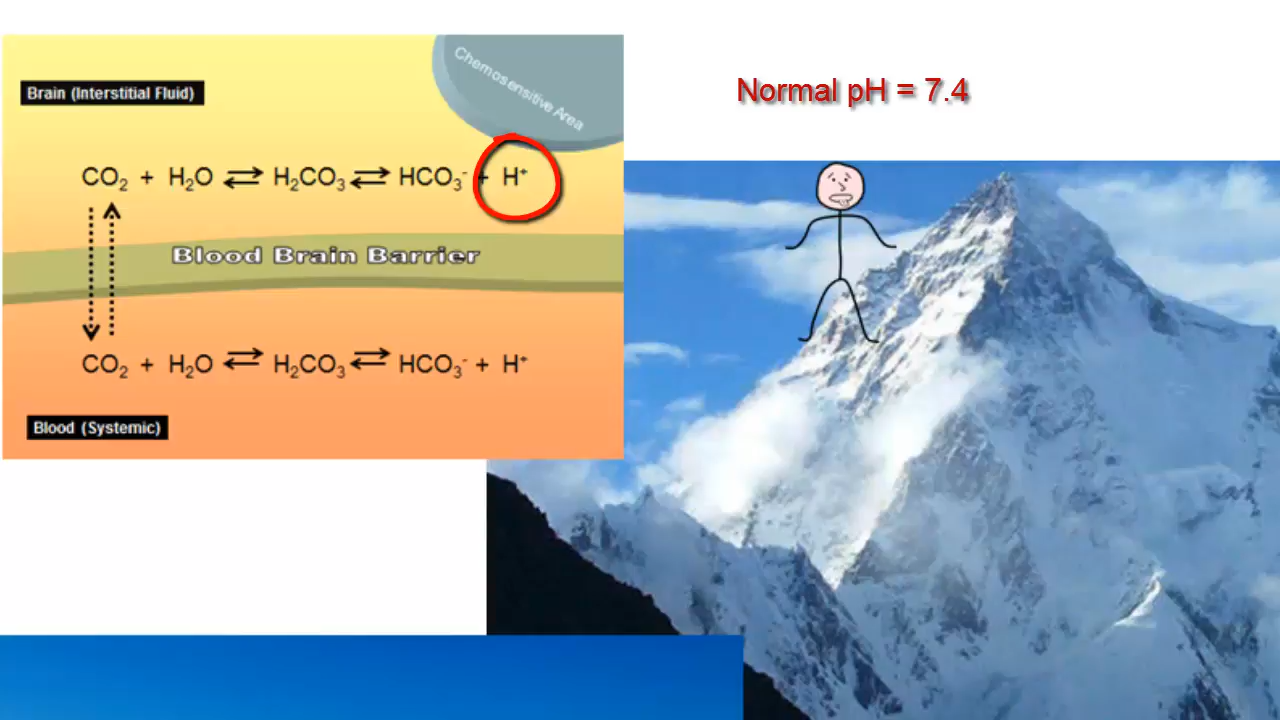 Chemosensitive Area
Brain (Interstitial Fluid)
Normal pH = 7.4
CO₂ + H₂O ⇌ H₂CO₃ ⇌ HCO₃⁻ + H⁺
Blood Brain Barrier
CO₂ + H₂O ⇌ H₂CO₃ ⇌ HCO₃⁻ + H⁺
Blood (Systemic)